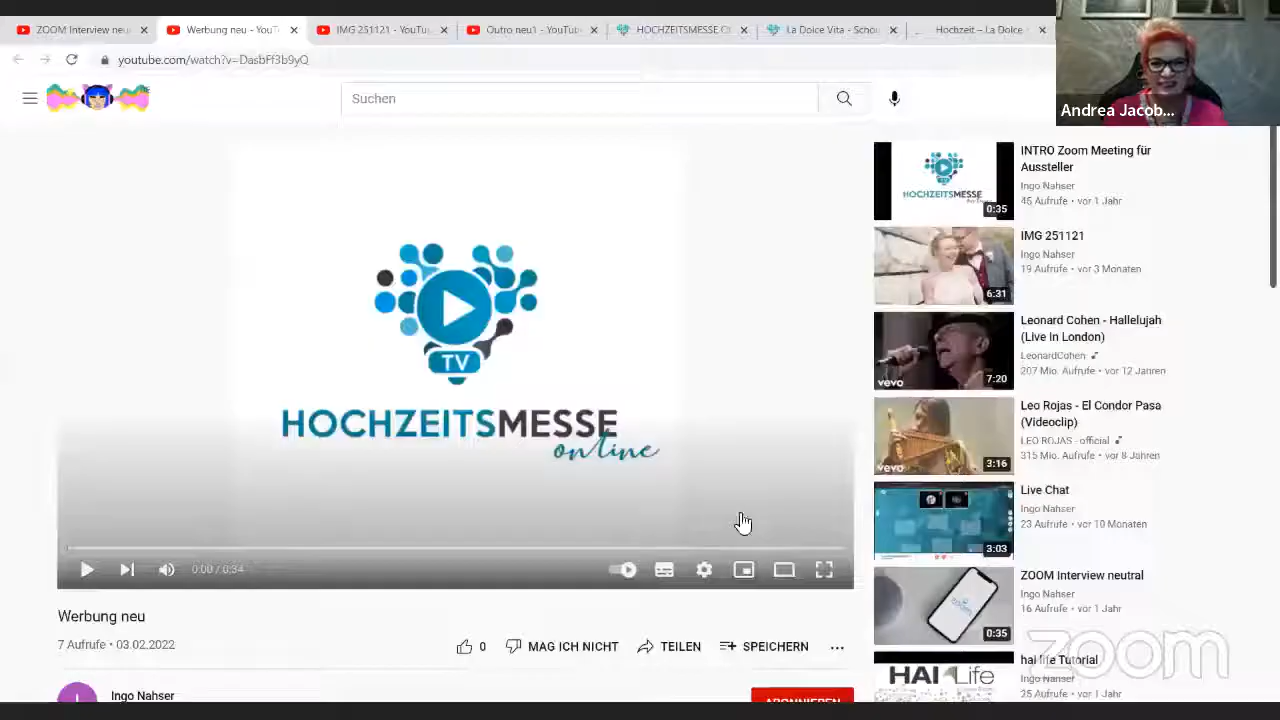 ZOOM Interview neu
Werbung neu - YouT
IMG 251121 - YouTu
Outro neu1 - YouTube
HOCHZEITSMESSE
La Dolce Vita - Schö
Hochzeit – La Dolce
youtube.com/watch?v=DasbFf3b9yQ
Suchen
Andrea Jacob...
TV
HOCHZEITSMESSE
online
0:00 / 0:34
Werbung neu
7 Aufrufe • 03.02.2022
0
MAG ICH NICHT
TEILEN
SPEICHERN
Ingo Nahser
ABONNIEREN
HOCHZEITSMESSE
0:35
INTRO Zoom Meeting für
Aussteller
Ingo Nahser
45 Aufrufe • vor 1 Jahr
6:31
IMG 251121
Ingo Nahser
19 Aufrufe • vor 3 Monaten
vevo
7:20
Leonard Cohen - Hallelujah
(Live In London)
LeonardCohen
207 Mio. Aufrufe • vor 12 Jahren
vevo
3:16
Leo Rojas - El Condor Pasa
(Videoclip)
LEO ROJAS - official
315 Mio. Aufrufe • vor 8 Jahren
3:03
Live Chat
Ingo Nahser
23 Aufrufe • vor 10 Monaten
zoom
0:35
ZOOM Interview neutral
Ingo Nahser
16 Aufrufe • vor 1 Jahr
HAI Life
hai life Tutorial
Ingo Nahser
25 Aufrufe • vor 1 Jahr
zoom